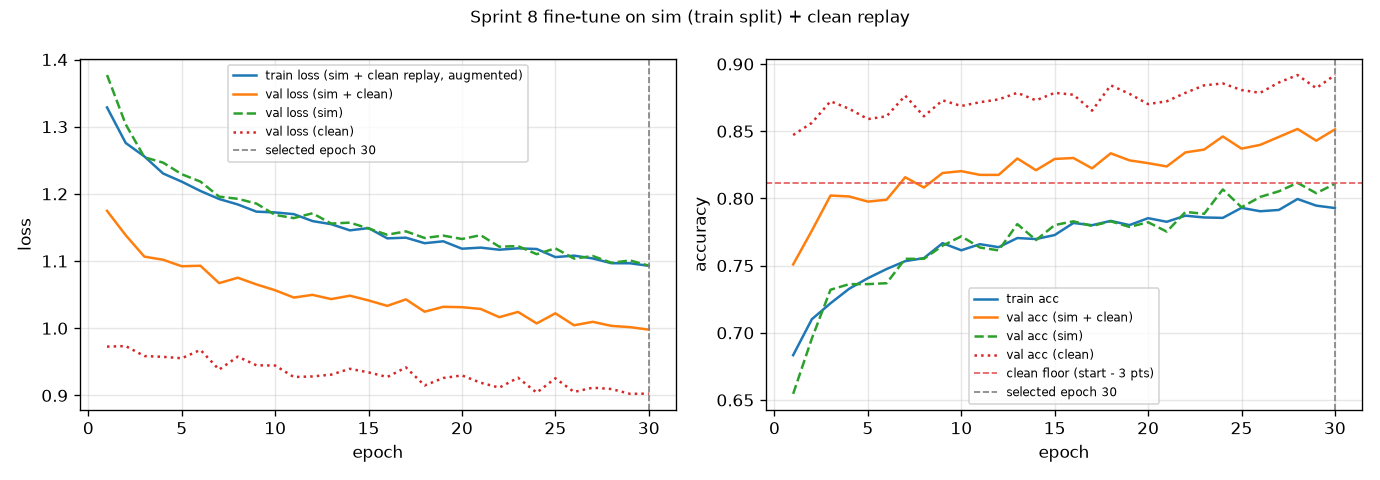 Sprint 8 fine-tune on sim (train split) + clean replay
1.4
1.3
1.2
1.1
1.0
0.9
loss
0
5
10
15
20
25
30
epoch
train loss (sim + clean replay, augmented)
val loss (sim + clean)
val loss (sim)
val loss (clean)
selected epoch 30
0.90
0.85
0.80
0.75
0.70
0.65
accuracy
0
5
10
15
20
25
30
epoch
train acc
val acc (sim + clean)
val acc (sim)
val acc (clean)
clean floor (start - 3 pts)
selected epoch 30